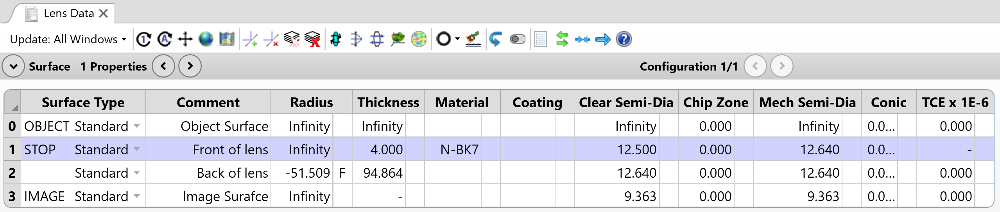 Lens Data
Update: All Windows
Surface 1 Properties Configuration 1/1
Surface Type Comment Radius Thickness Material Coating Clear Semi-Dia Chip Zone Mech Semi-Dia Conic TCE x 1E-6
0 OBJECT Standard Object Surface Infinity Infinity Infinity 0.000 Infinity 0.0... 0.000
1 STOP Standard Front of lens Infinity 4.000 N-BK7 12.500 0.000 12.640 0.0... -
2 Standard Back of lens -51.509 F 94.864 12.640 0.000 12.640 0.0... 0.000
3 IMAGE Standard Image Surafce Infinity - 9.363 0.000 9.363 0.0... 0.000